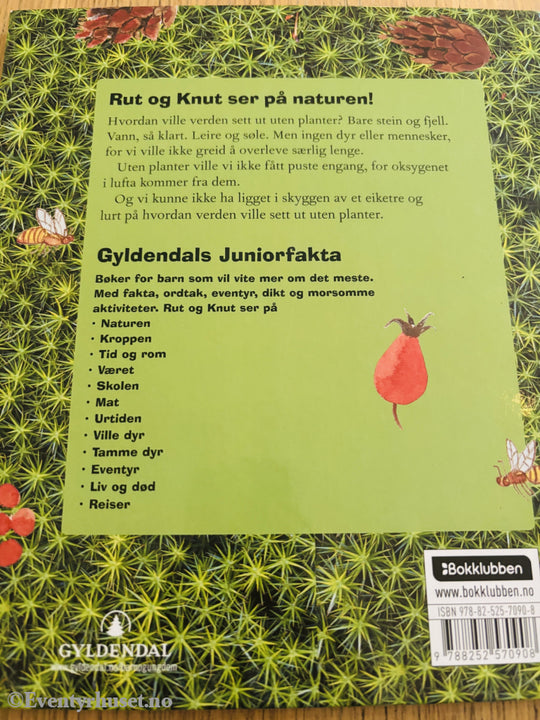 Rut og Knut ser på naturen!
Hvordan ville verden sett ut uten planter? Bare stein og fjell.
Vann, så klart. Leire og søle. Men ingen dyr eller mennesker,
for vi ville ikke greid å overleve særlig lenge.
Uten planter ville vi ikke fått puste engang, for oksygenet
i lufta kommer fra dem.
Og vi kunne ikke ha ligget i skyggen av et eiketre og
lurt på hvordan verden ville sett ut uten planter.
Gyldendals Juniorfakta
Bøker for barn som vil vite mer om det meste.
Med fakta, ordtak, eventyr, dikt og morsomme
aktiviteter. Rut og Knut ser på
· Naturen
· Kroppen
· Tid og rom
· Været
· Skolen
· Mat
· Urtiden
· Ville dyr
· Tamme dyr
· Eventyr
· Liv og død
· Reiser
Bokklubben
www.bokklubben.no
ISBN 978-82-525-7090-8
9 788252 570908
GYLDENDAL
www.gyldendal.no/barnogungdom
©Eventyrhuset.no